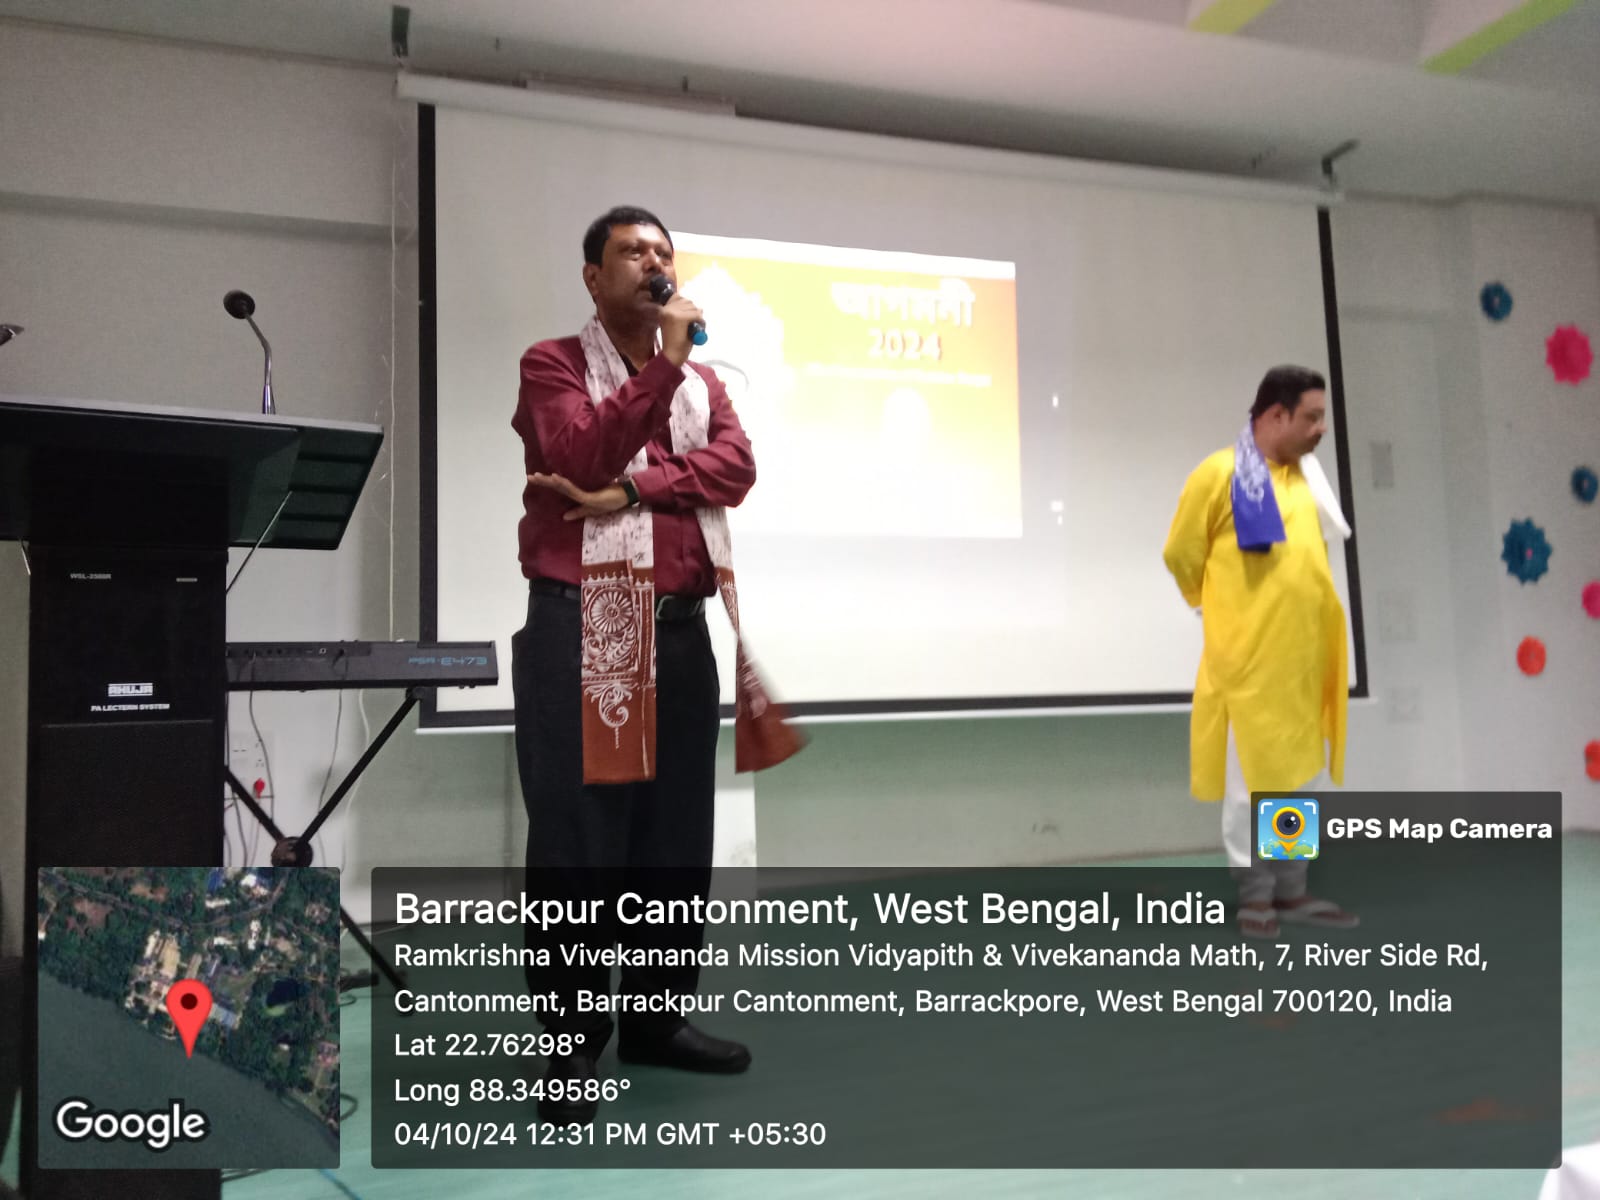 আগমনী
2024
WSL-2500R
AHUJA
PA LECTERN SYSTEM
PSR-E473
GPS Map Camera
Barrackpur Cantonment, West Bengal, India
Ramkrishna Vivekananda Mission Vidyapith & Vivekananda Math, 7, River Side Rd,
Cantonment, Barrackpur Cantonment, Barrackpore, West Bengal 700120, India
Lat 22.76298°
Long 88.349586°
04/10/24 12:31 PM GMT +05:30
Google